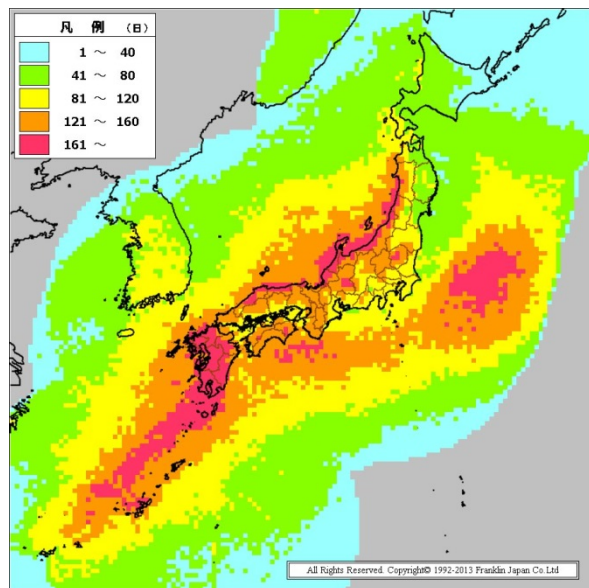 凡 例 (日)
1 ～ 40
41 ～ 80
81 ～ 120
121 ～ 160
161 ～
All Rights Reserved. Copyright© 1992-2013 Franklin Japan Co.Ltd